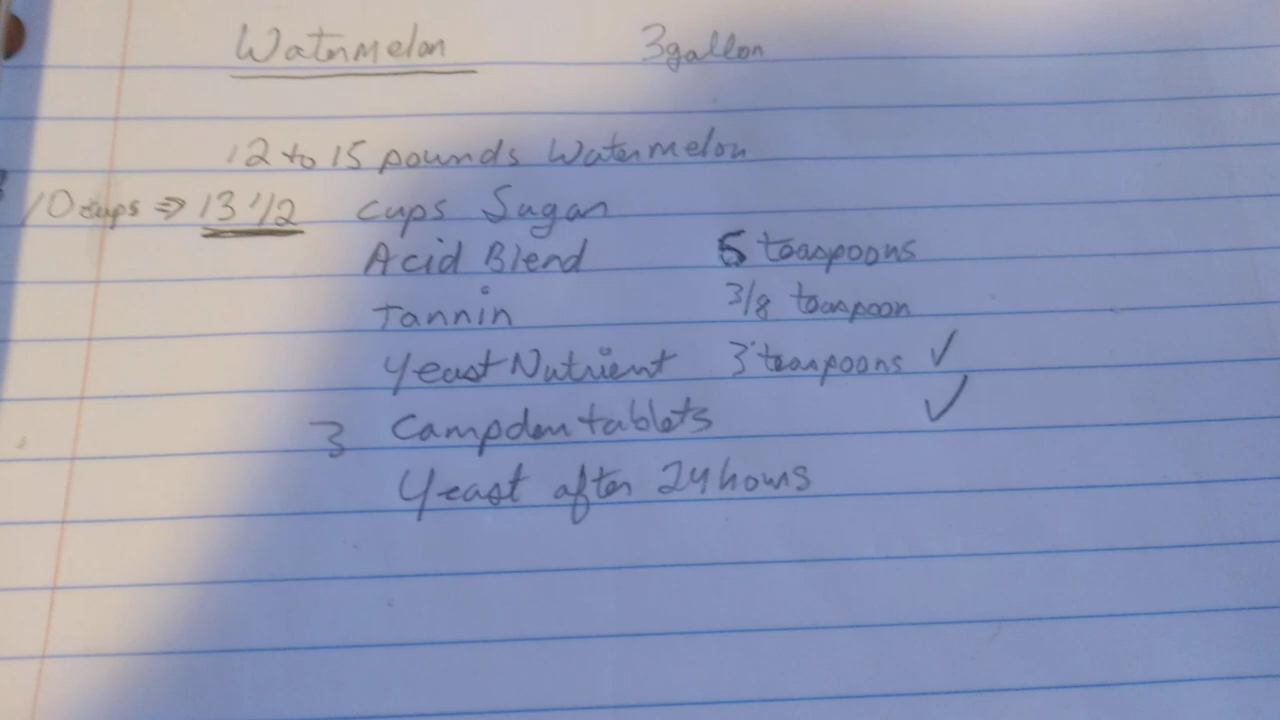 Watermelon 3gallon
12 to 15 pounds Watermelon
10 cups ⇒ 13 1/2 cups Sugar
Acid Blend 5 teaspoons
Tannin 3/8 teaspoon
Yeast Nutrient 3 teaspoons ✓
3 Campden tablets ✓
Yeast after 24 hours